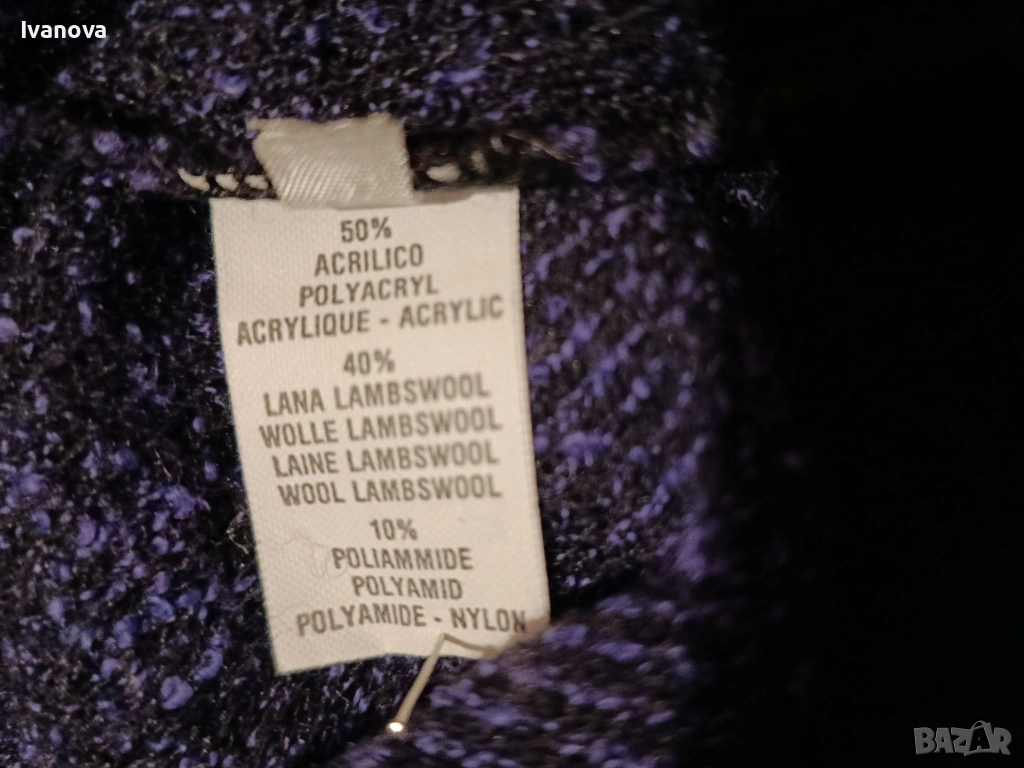 Ivanova
50%
ACRILICO
POLYACRYL
ACRYLIQUE - ACRYLIC
40%
LANA LAMBSWOOL
WOLLE LAMBSWOOL
LAINE LAMBSWOOL
WOOL LAMBSWOOL
10%
POLIAMMIDE
POLYAMID
POLYAMIDE - NYLON
BAZAR